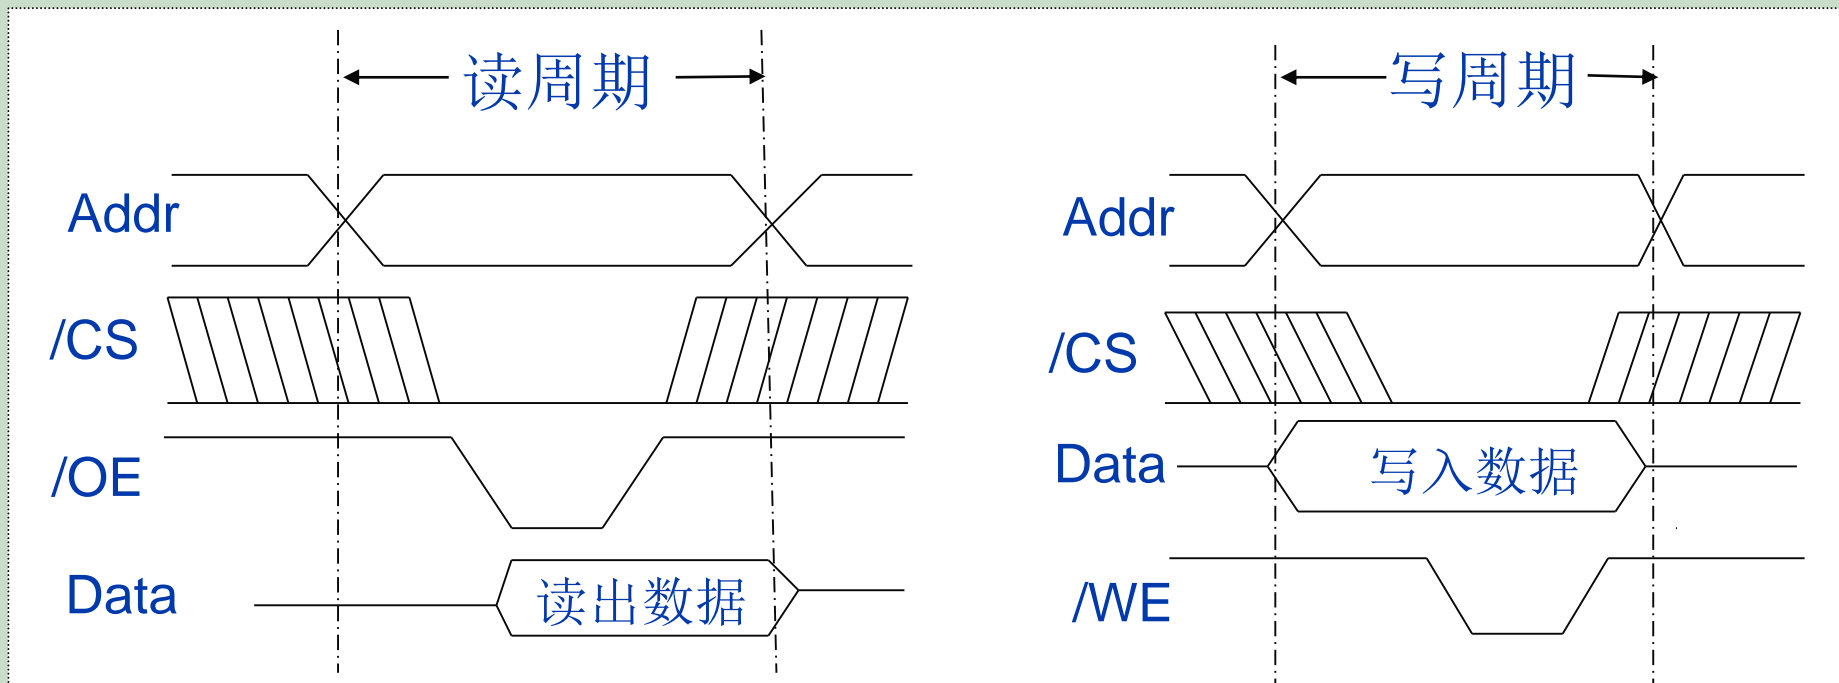 读周期
Addr
/CS
/OE
Data
读出数据
写周期
Addr
/CS
Data
写入数据
/WE